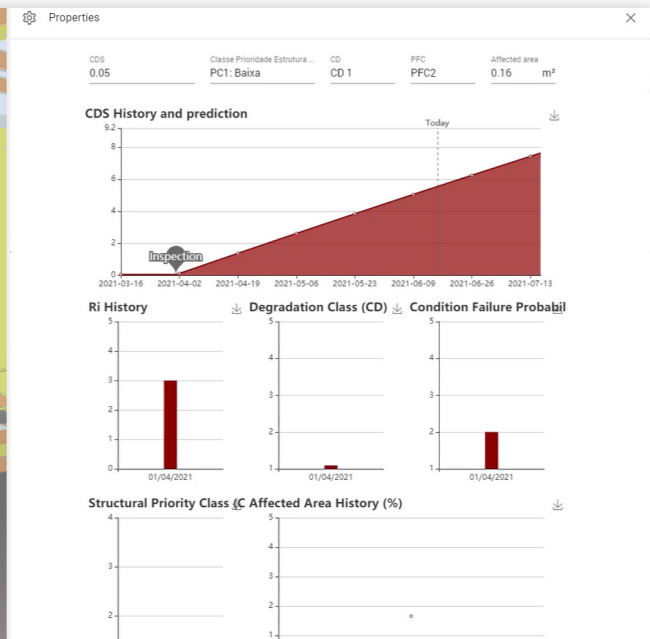 Properties
CDS Classe Prioridade Estrutura ... CD PFC Affected area
0.05 PC1: Baixa CD 1 PFC2 0.16 m²
CDS History and prediction
Today
9.2
8
6
4
2
0
Inspection
2021-03-16 2021-04-02 2021-04-19 2021-05-06 2021-05-23 2021-06-09 2021-06-26 2021-07-13
Ri History Degradation Class (CD) Condition Failure Probabil
5 5 5
4 4 4
3 3 3
2 2 2
1
0 1 1
01/04/2021 01/04/2021 01/04/2021
Structural Priority Class (C Affected Area History (%)
4 5
4
3
2 2
1